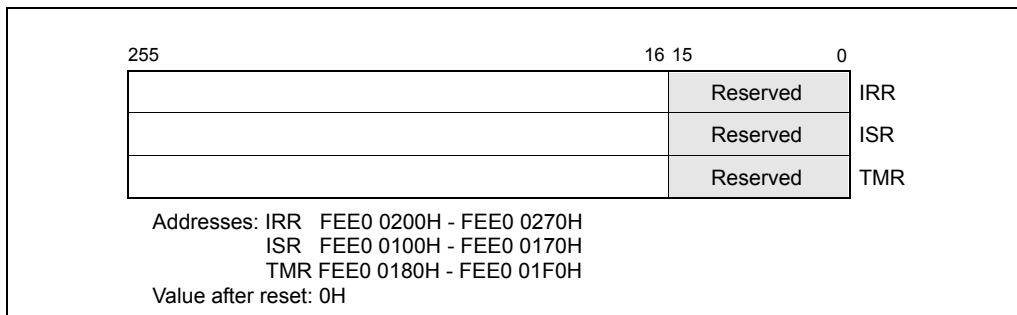 255 16 15 0
Reserved IRR
Reserved ISR
Reserved TMR
Addresses: IRR FEE0 0200H - FEE0 0270H
ISR FEE0 0100H - FEE0 0170H
TMR FEE0 0180H - FEE0 01F0H
Value after reset: 0H